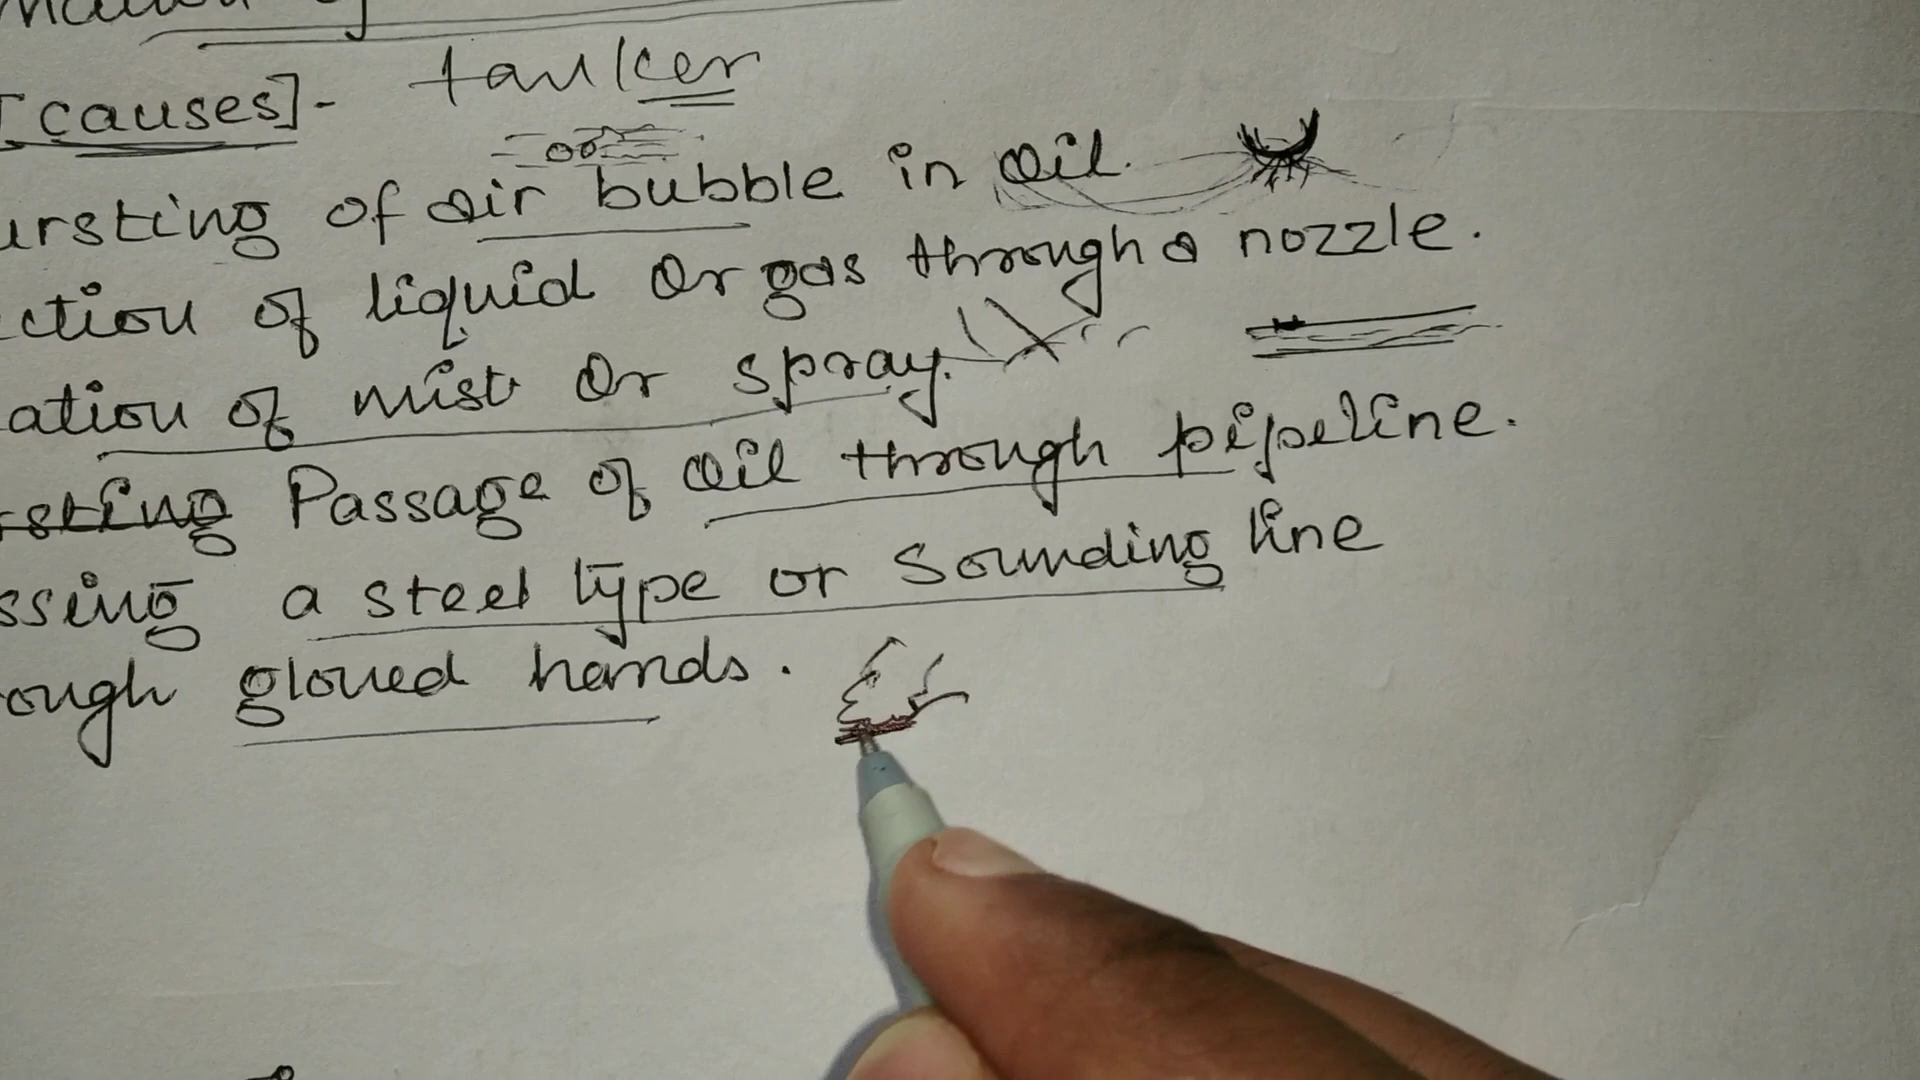 [causes]- tanker
ursting of air bubble in oil.
ction of liquid or gas through a nozzle.
ation of mist or spray.
sting Passage of oil through pipeline.
ssing a steel type or Sounding line
ough gloved hands.